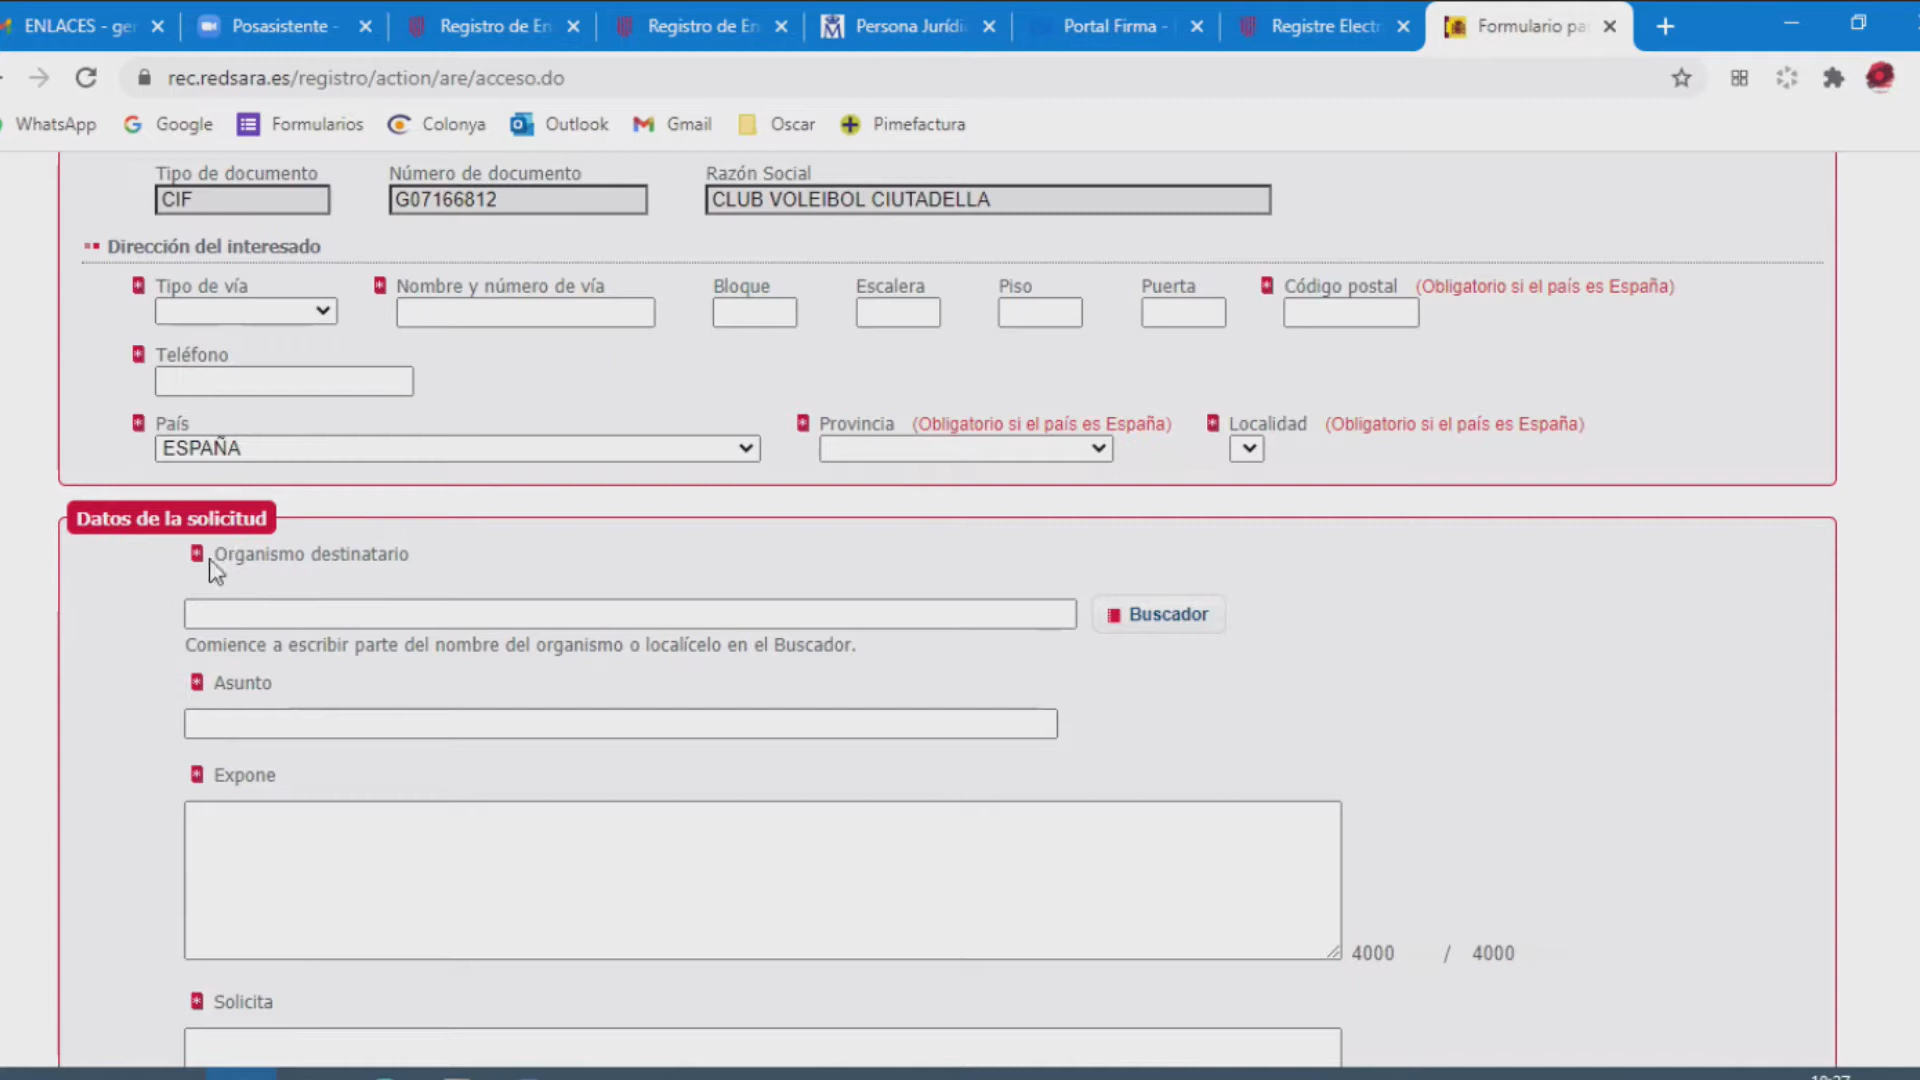 ENLACES - ge
Posasistente -
Registro de En
Registro de En
Persona Jurídi
Portal Firma -
Registre Electr
Formulario pa
rec.redsara.es/registro/action/are/acceso.do
WhatsApp
Google
Formularios
Colonya
Outlook
Gmail
Oscar
Pimefactura
Tipo de documento
Número de documento
Razón Social
CIF
G07166812
CLUB VOLEIBOL CIUTADELLA
Dirección del interesado
* Tipo de vía
* Nombre y número de vía
Bloque
Escalera
Piso
Puerta
* Código postal (Obligatorio si el país es España)
* Teléfono
* País
* Provincia (Obligatorio si el país es España)
* Localidad (Obligatorio si el país es España)
ESPAÑA
Datos de la solicitud
* Organismo destinatario
Buscador
Comience a escribir parte del nombre del organismo o localícelo en el Buscador.
* Asunto
* Expone
4000 / 4000
* Solicita